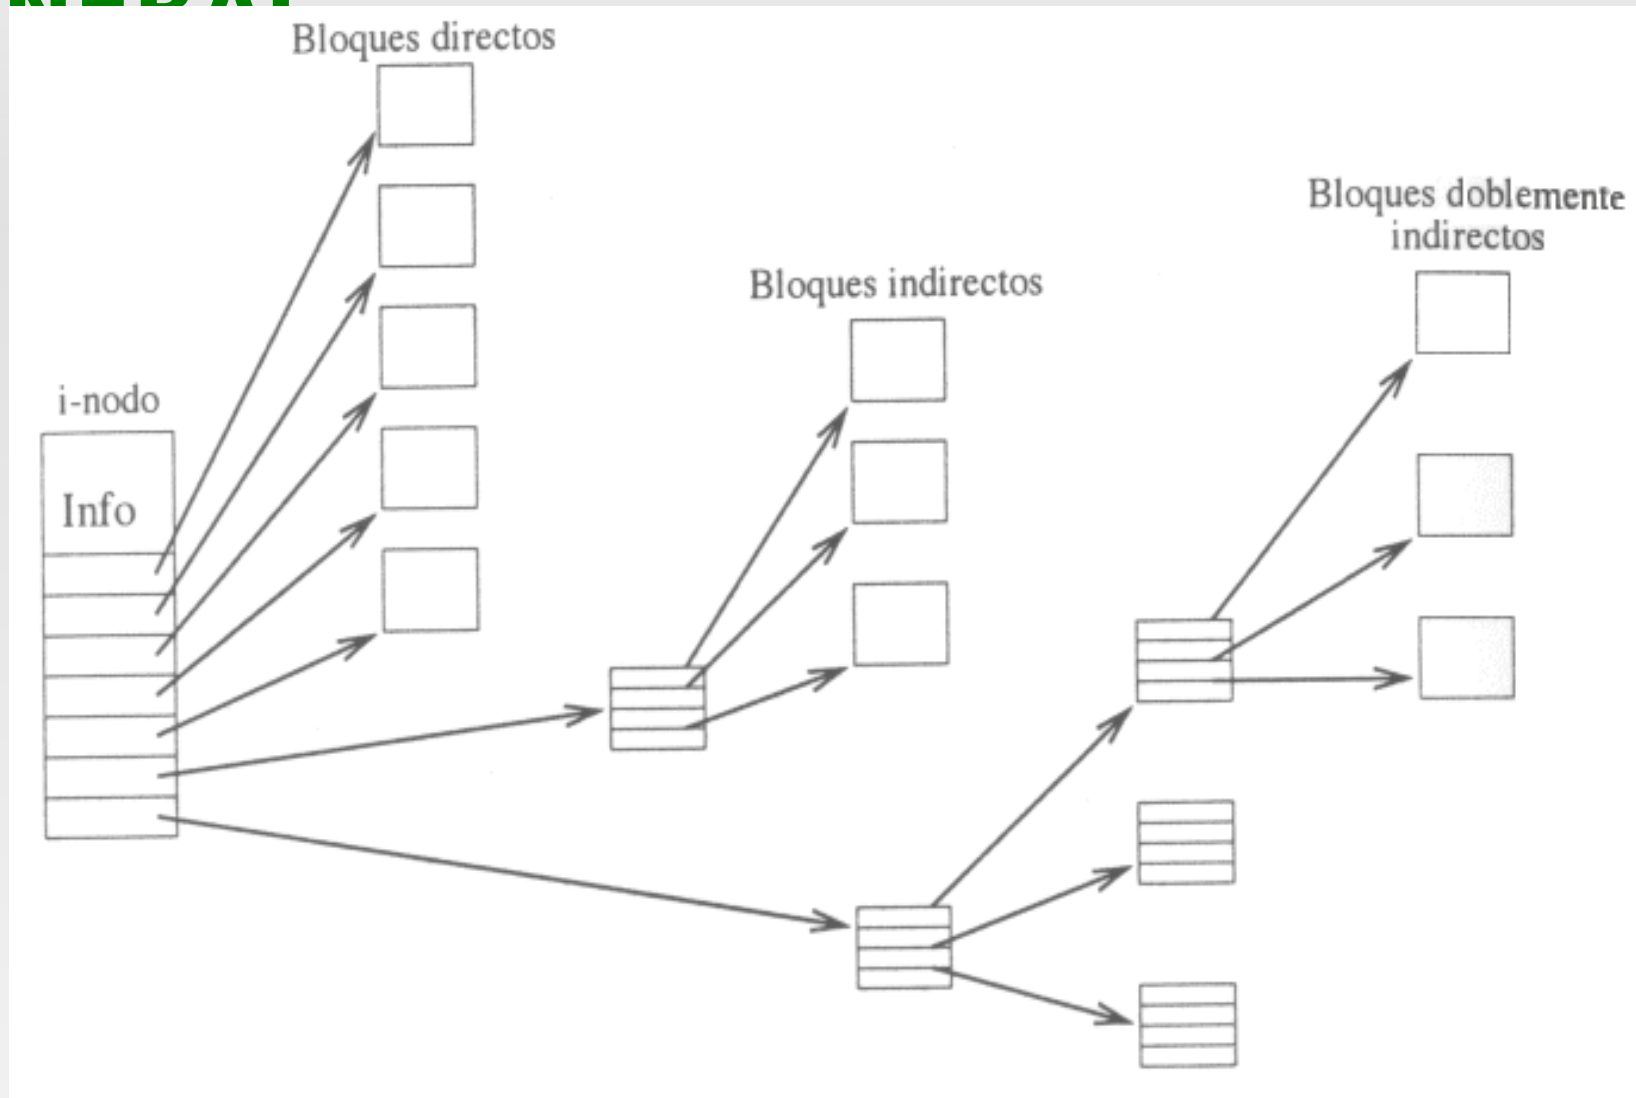 Bloques directos
Bloques doblemente
indirectos
Bloques indirectos
i-nodo
Info